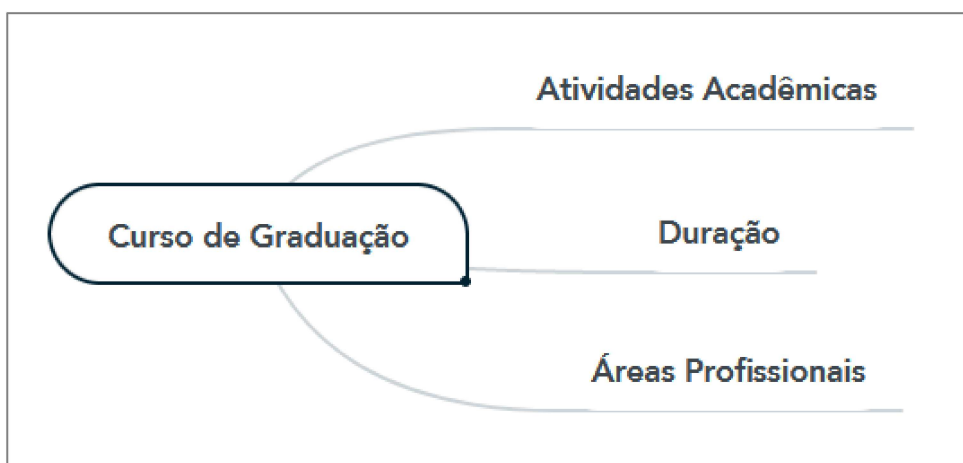 Atividades Acadêmicas
Curso de Graduação
Duração
Áreas Profissionais